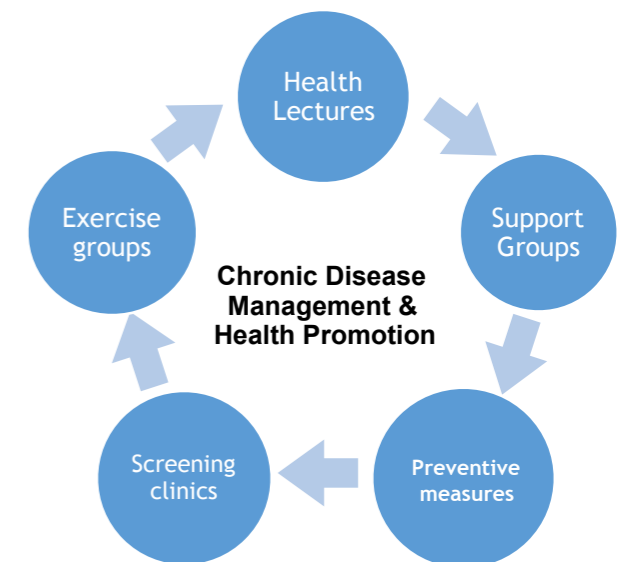 Health
Lectures
Support
Groups
Preventive
measures
Screening
clinics
Exercise
groups
Chronic Disease
Management &
Health Promotion